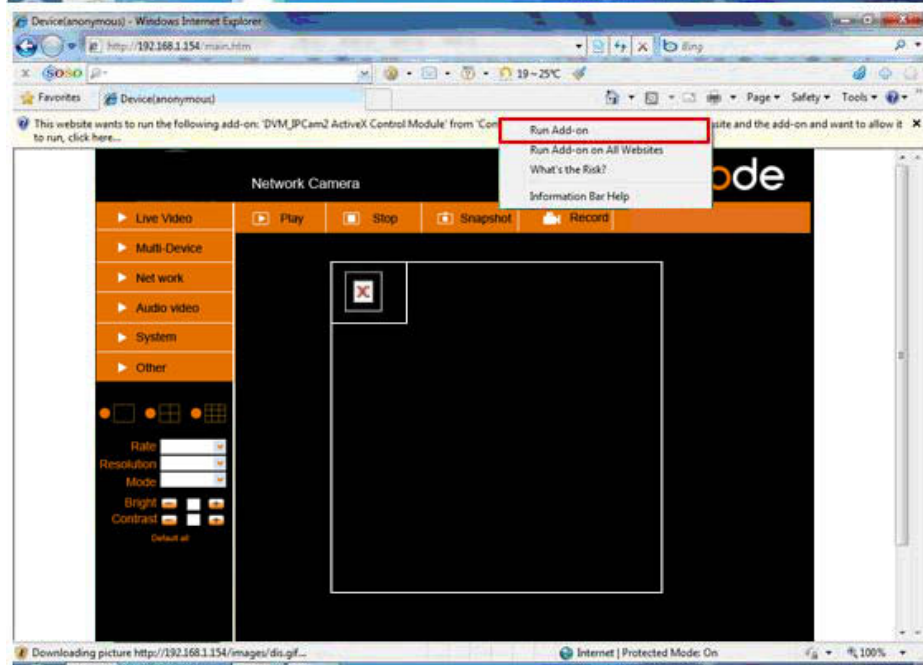 Device(anonymous) - Windows Internet Explorer
http://192.168.1.154/main.htm
Bing
SOSO
19~25℃
Favorites Device(anonymous) Page Safety Tools
This website wants to run the following add-on: 'DVM_IPCam2 ActiveX Control Module' from site and the add-on and want to allow it
to run, click here...
Run Add-on
Run Add-on on All Websites
What's the Risk?
Information Bar Help
Network Camera ode
Live Video Play Stop Snapshot Record
Multi-Device
Net work
Audio video
System
Other
Rate
Resolution
Mode
Bright
Contrast
Default all
Downloading picture http://192.168.1.154/images/dis.gif... Internet | Protected Mode: On 100%